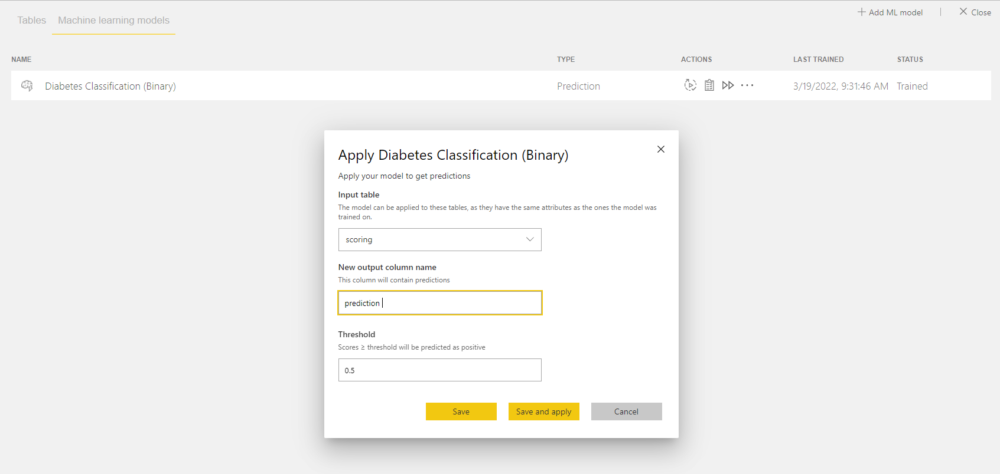 Tables Machine learning models
+ Add ML model | Close
NAME TYPE ACTIONS LAST TRAINED STATUS
Diabetes Classification (Binary) Prediction 3/19/2022, 9:31:46 AM Trained
Apply Diabetes Classification (Binary)
Apply your model to get predictions
Input table
The model can be applied to these tables, as they have the same attributes as the ones the model was
trained on.
scoring
New output column name
This column will contain predictions
prediction
Threshold
Scores ≥ threshold will be predicted as positive
0.5
Save Save and apply Cancel